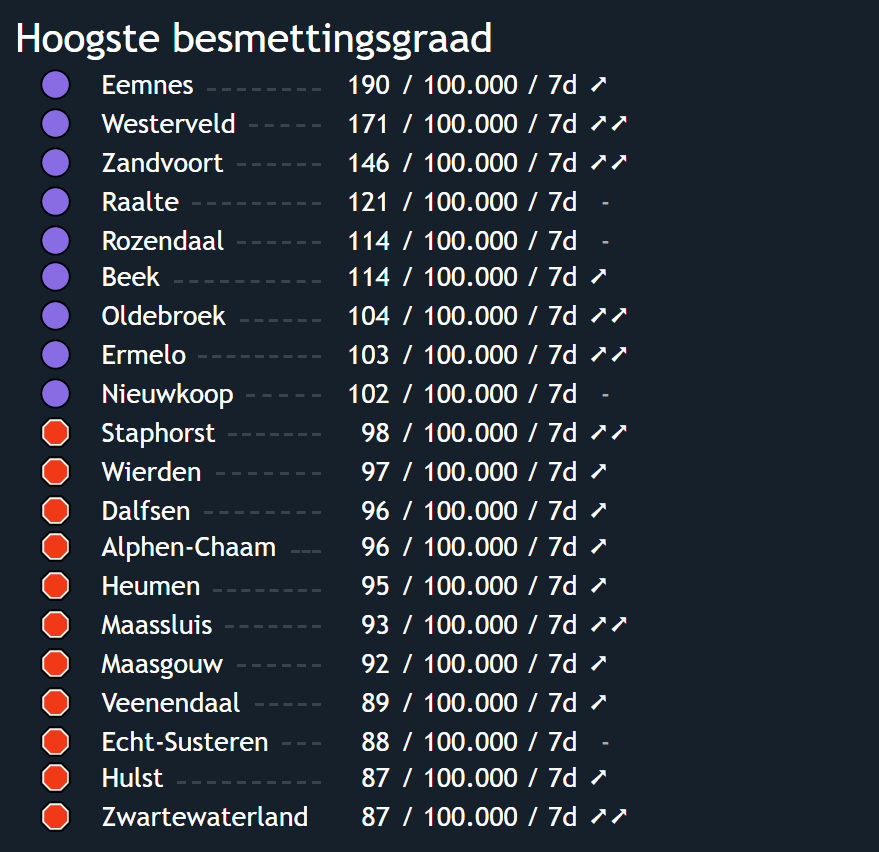 Hoogste besmettingsgraad
Eemnes --------- 190 / 100.000 / 7d ➚
Westerveld ----- 171 / 100.000 / 7d ➚➚
Zandvoort ------ 146 / 100.000 / 7d ➚➚
Raalte --------- 121 / 100.000 / 7d -
Rozendaal ------ 114 / 100.000 / 7d -
Beek ---------- 114 / 100.000 / 7d ➚
Oldebroek ------ 104 / 100.000 / 7d ➚➚
Ermelo --------- 103 / 100.000 / 7d ➚➚
Nieuwkoop ------ 102 / 100.000 / 7d -
Staphorst ------- 98 / 100.000 / 7d ➚➚
Wierden -------- 97 / 100.000 / 7d ➚
Dalfsen --------- 96 / 100.000 / 7d ➚
Alphen-Chaam --- 96 / 100.000 / 7d ➚
Heumen -------- 95 / 100.000 / 7d ➚
Maassluis ------- 93 / 100.000 / 7d ➚➚
Maasgouw ------ 92 / 100.000 / 7d ➚
Veenendaal ----- 89 / 100.000 / 7d ➚
Echt-Susteren --- 88 / 100.000 / 7d -
Hulst ---------- 87 / 100.000 / 7d ➚
Zwartewaterland 87 / 100.000 / 7d ➚➚